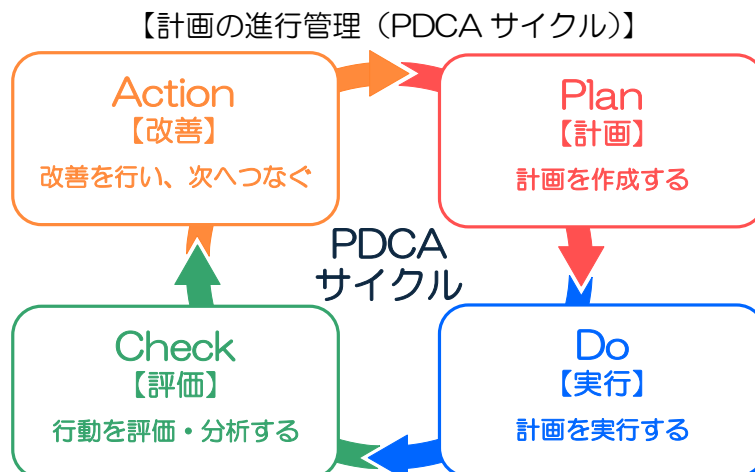 【計画の進行管理（PDCA サイクル）】
Action
【改善】
改善を行い、次へつなぐ
Plan
【計画】
計画を作成する
PDCA
サイクル
Check
【評価】
行動を評価・分析する
Do
【実行】
計画を実行する